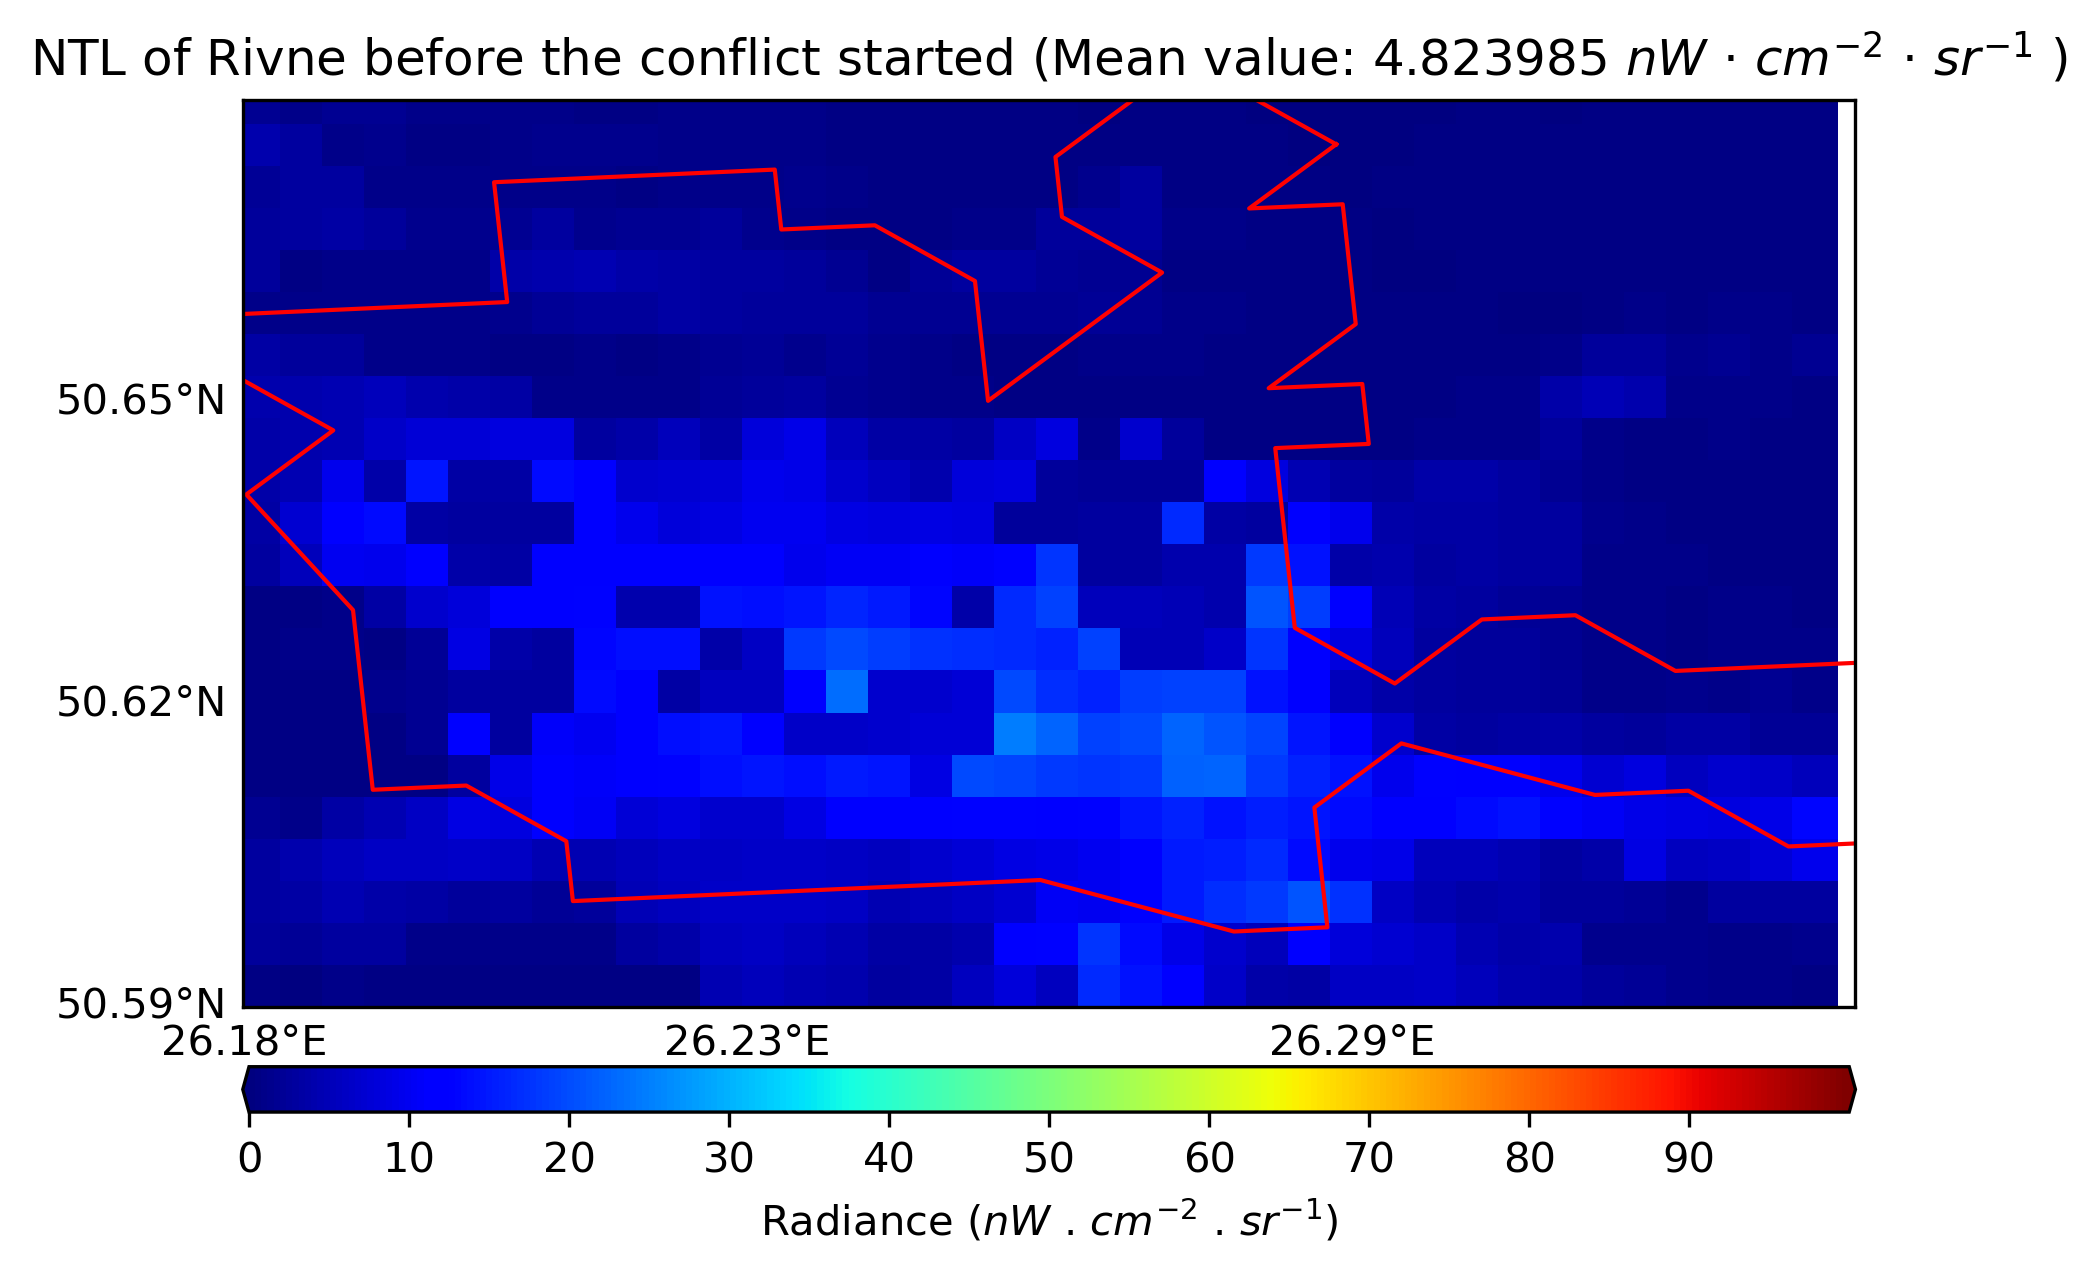 NTL of Rivne before the conflict started (Mean value: 4.823985 nW · cm⁻² · sr⁻¹ )
50.65°N
50.62°N
50.59°N
26.18°E 26.23°E 26.29°E
0 10 20 30 40 50 60 70 80 90
Radiance (nW . cm⁻² . sr⁻¹)